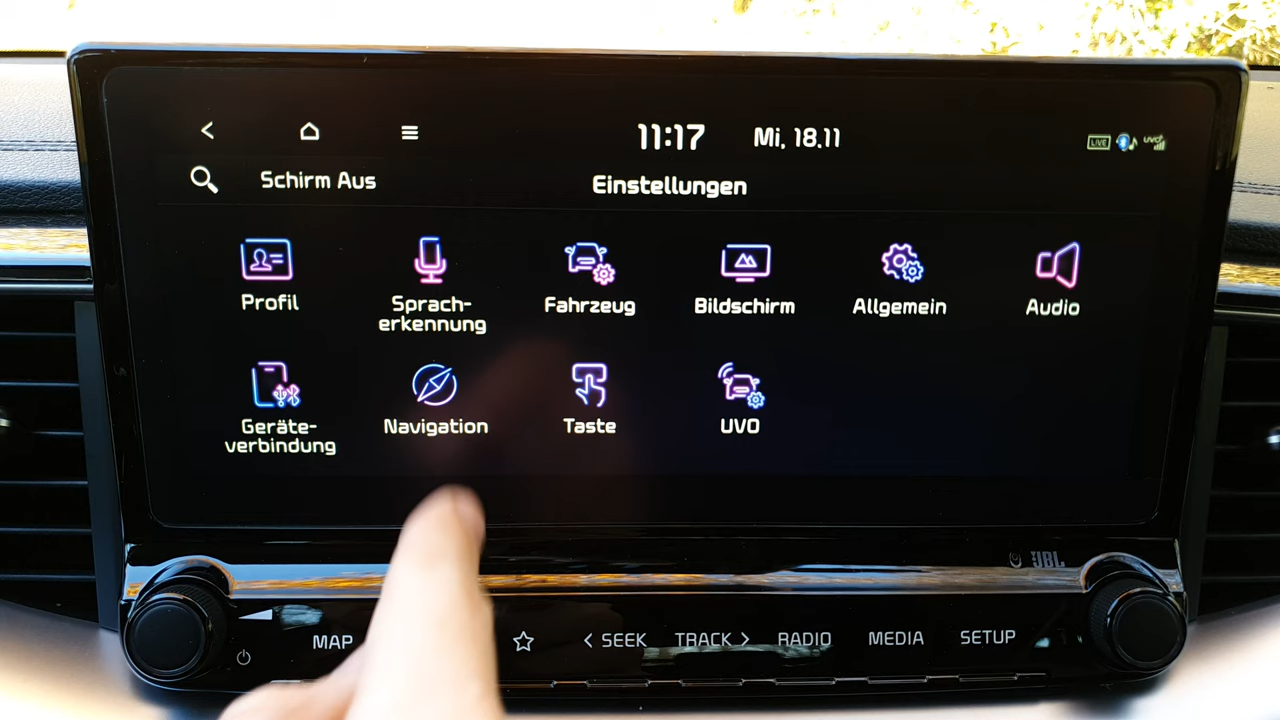 11:17 Mi, 18.11
LIVE
UVO
Schirm Aus
Einstellungen
Profil
Sprach-
erkennung
Fahrzeug
Bildschirm
Allgemein
Audio
Geräte-
verbindung
Navigation
Taste
UVO
JBL
MAP
SEEK
TRACK
RADIO
MEDIA
SETUP